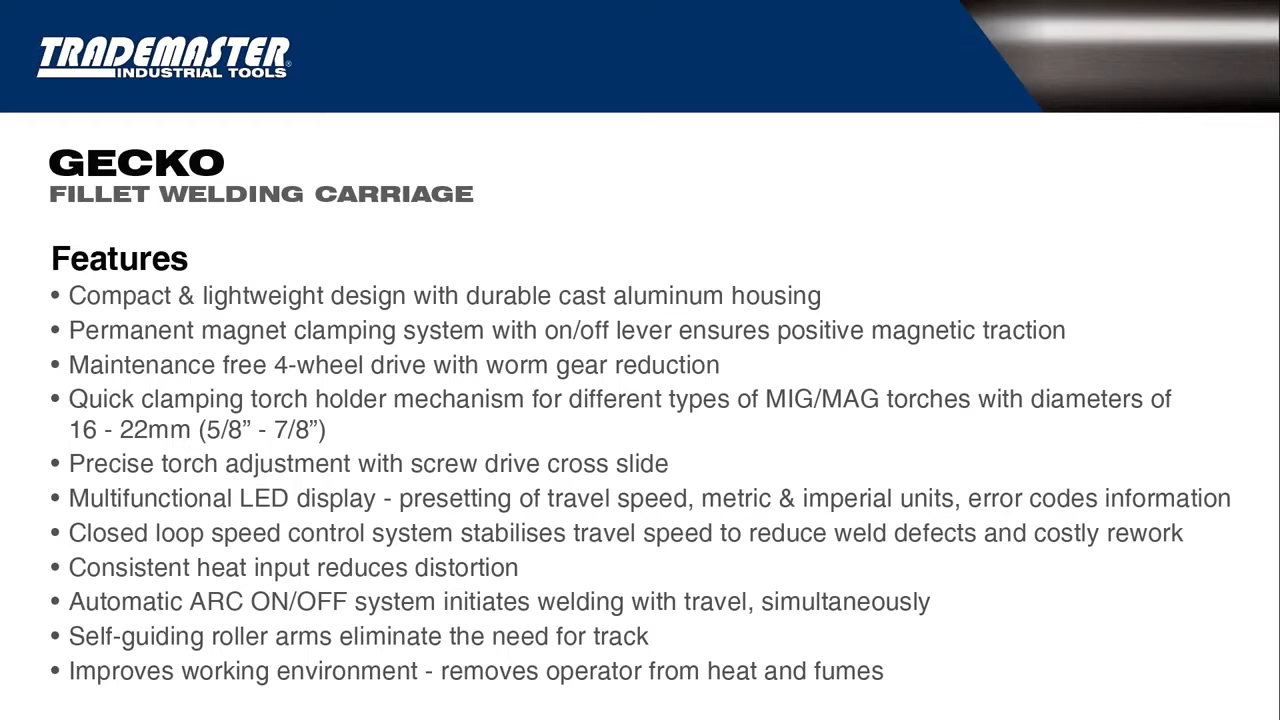 TRADEMASTER®
INDUSTRIAL TOOLS
GECKO
FILLET WELDING CARRIAGE
Features
• Compact & lightweight design with durable cast aluminum housing
• Permanent magnet clamping system with on/off lever ensures positive magnetic traction
• Maintenance free 4-wheel drive with worm gear reduction
• Quick clamping torch holder mechanism for different types of MIG/MAG torches with diameters of
16 - 22mm (5/8” - 7/8”)
• Precise torch adjustment with screw drive cross slide
• Multifunctional LED display - presetting of travel speed, metric & imperial units, error codes information
• Closed loop speed control system stabilises travel speed to reduce weld defects and costly rework
• Consistent heat input reduces distortion
• Automatic ARC ON/OFF system initiates welding with travel, simultaneously
• Self-guiding roller arms eliminate the need for track
• Improves working environment - removes operator from heat and fumes